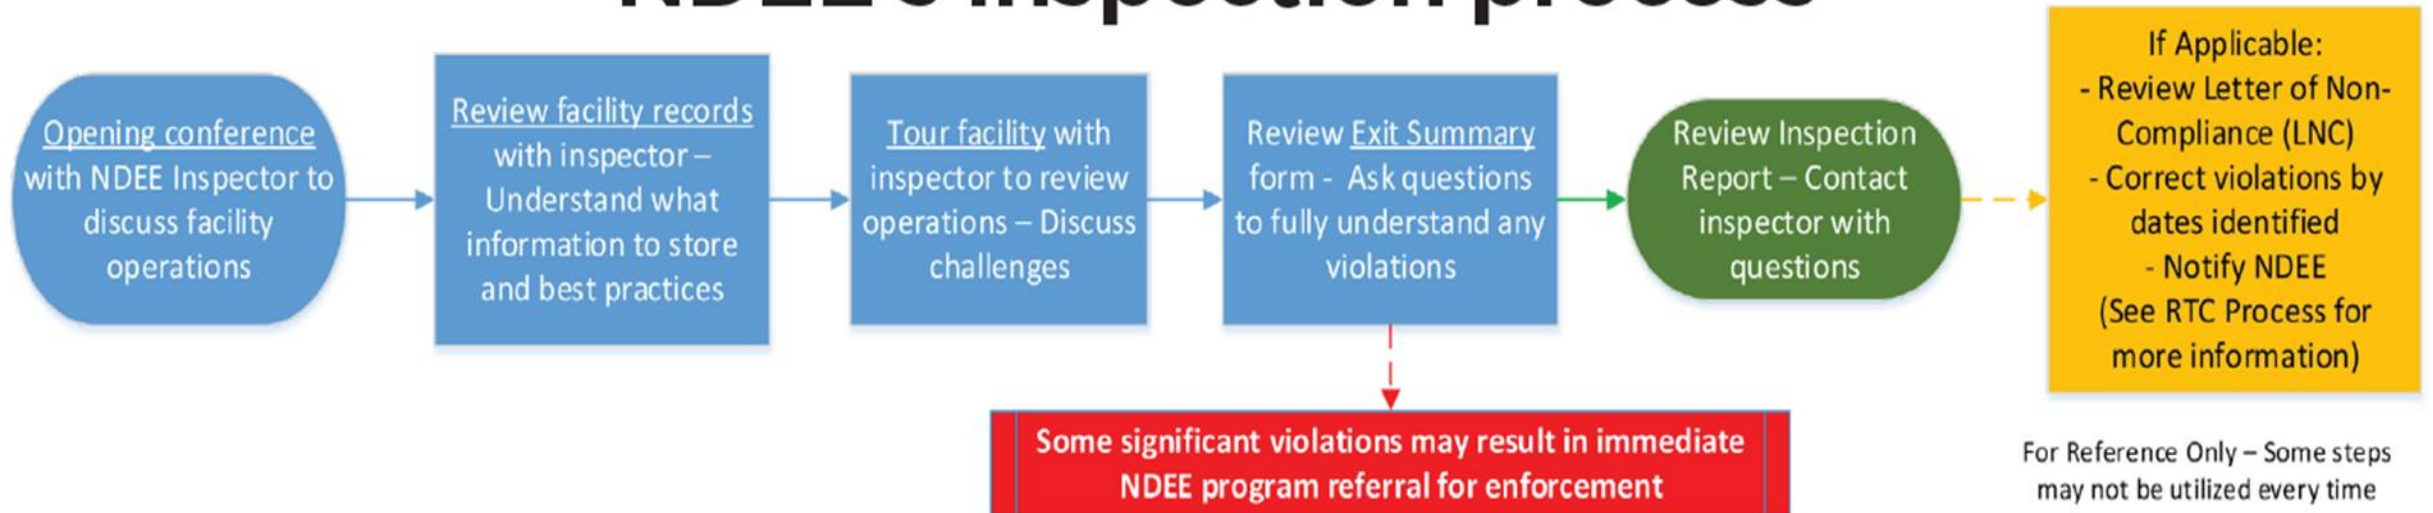 NDEE's inspection process
Opening conference
with NDEE Inspector to
discuss facility
operations
Review facility records
with inspector –
Understand what
information to store
and best practices
Tour facility with
inspector to review
operations – Discuss
challenges
Review Exit Summary
form - Ask questions
to fully understand any
violations
Review Inspection
Report – Contact
inspector with
questions
If Applicable:
- Review Letter of Non-
Compliance (LNC)
- Correct violations by
dates identified
- Notify NDEE
(See RTC Process for
more information)
Some significant violations may result in immediate
NDEE program referral for enforcement
For Reference Only – Some steps
may not be utilized every time